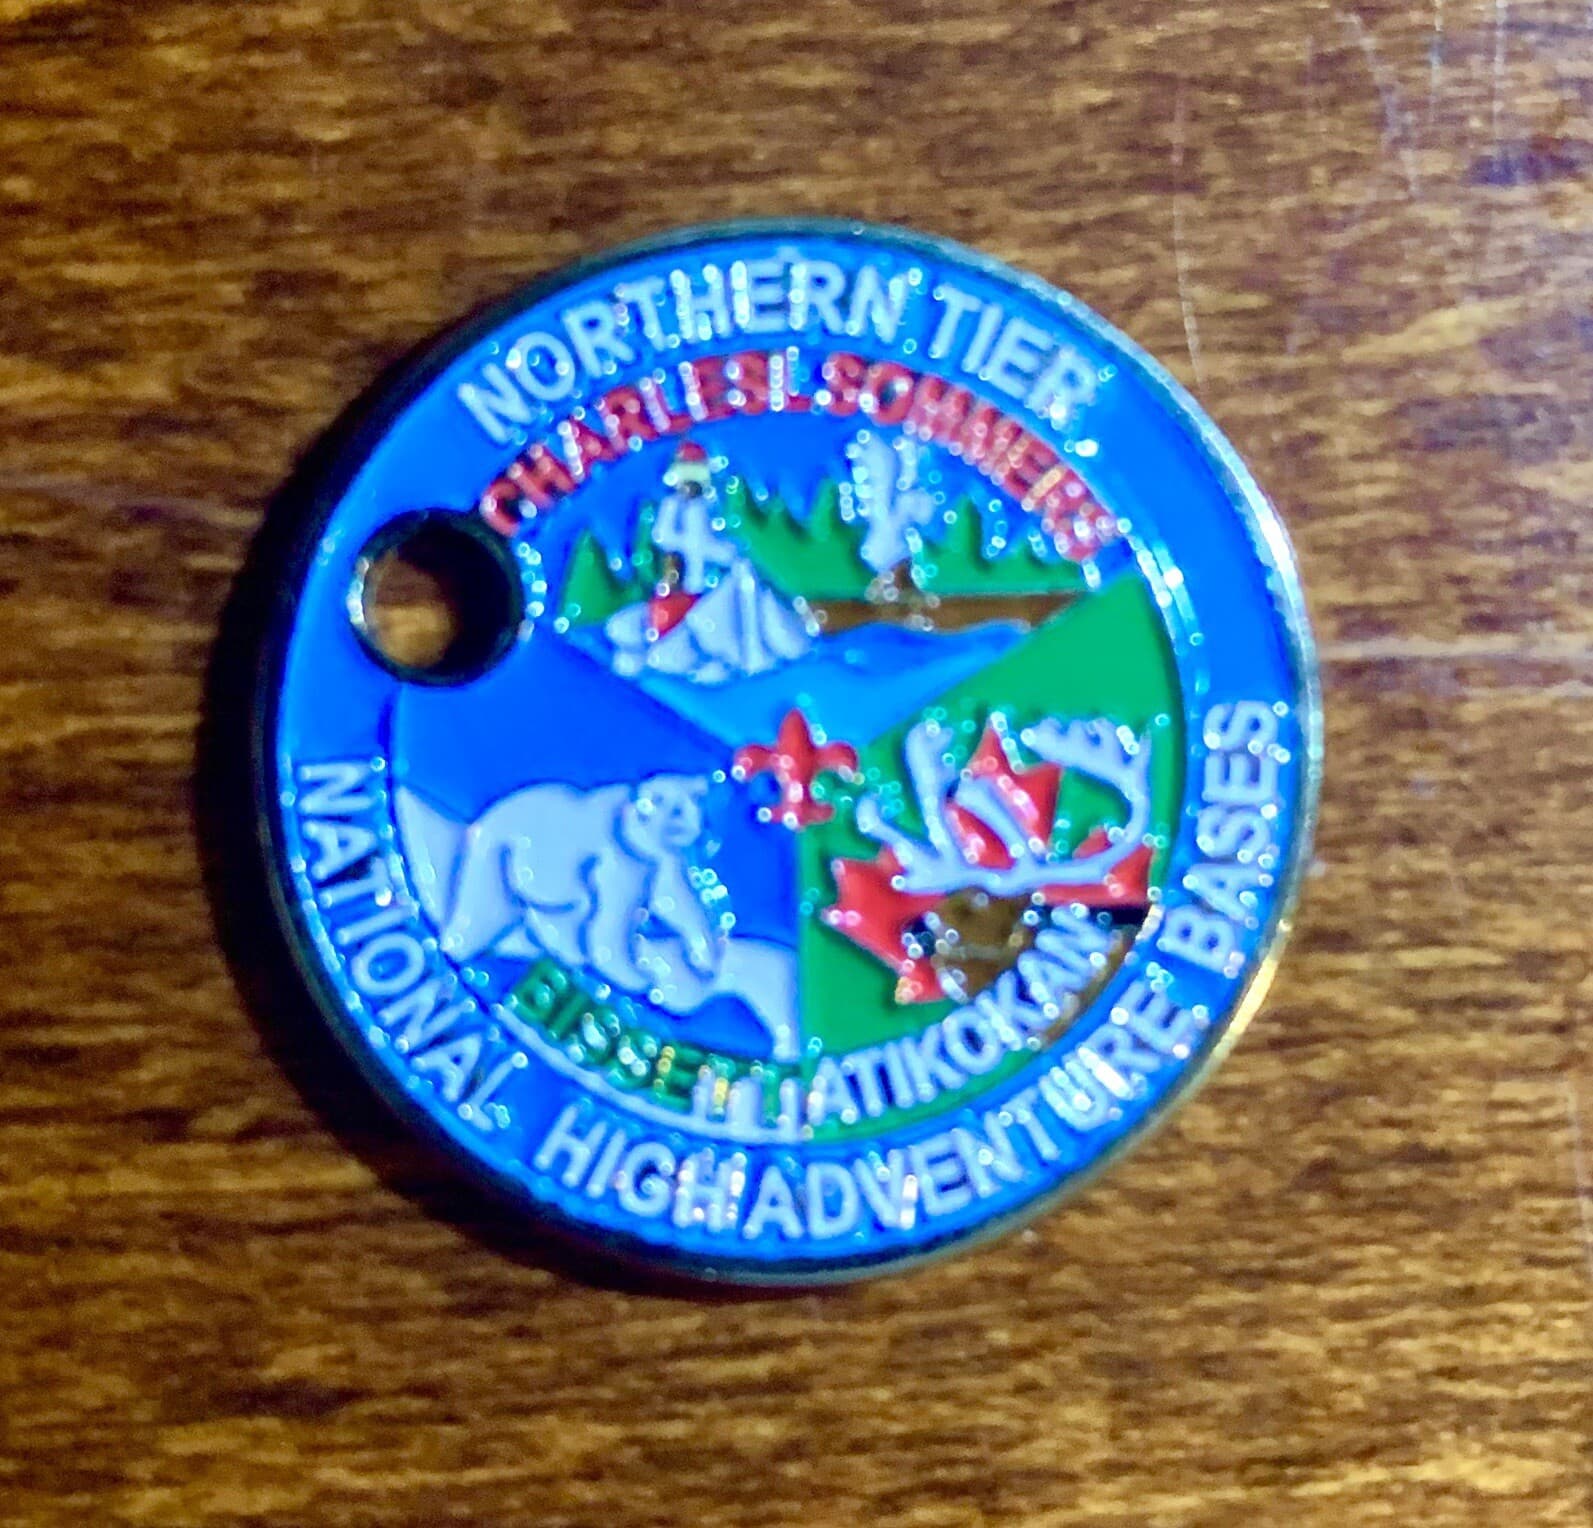 NORTHERN TIER
CHARLES L SOMMERS
BISSETT
ATIKOKAN
NATIONAL HIGH ADVENTURE BASES